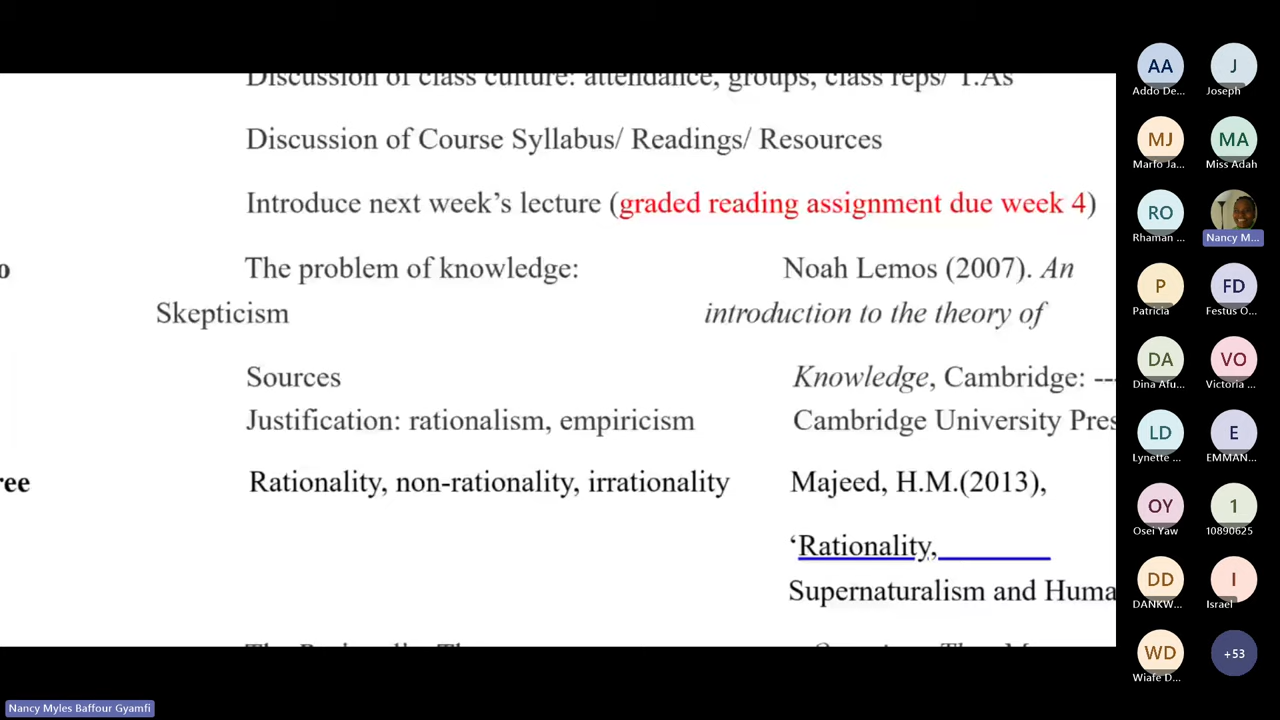 Discussion of class culture: attendance, groups, class reps/ T.As
Discussion of Course Syllabus/ Readings/ Resources
Introduce next week’s lecture (graded reading assignment due week 4)
o The problem of knowledge: Noah Lemos (2007). An
Skepticism introduction to the theory of
Sources Knowledge, Cambridge: ---
Justification: rationalism, empiricism Cambridge University Pres
ree Rationality, non-rationality, irrationality Majeed, H.M.(2013),
‘Rationality,
Supernaturalism and Huma
AA J
Addo De... Joseph
MJ MA
Marfo Ja... Miss Adah
RO
Rhaman ... Nancy M...
P FD
Patricia Festus O...
DA VO
Dina Afu... Victoria ...
LD E
Lynette ... EMMAN...
OY 1
Osei Yaw 10890625
DD I
DANKW... Israel
WD +53
Wiafe D...
Nancy Myles Baffour Gyamfi